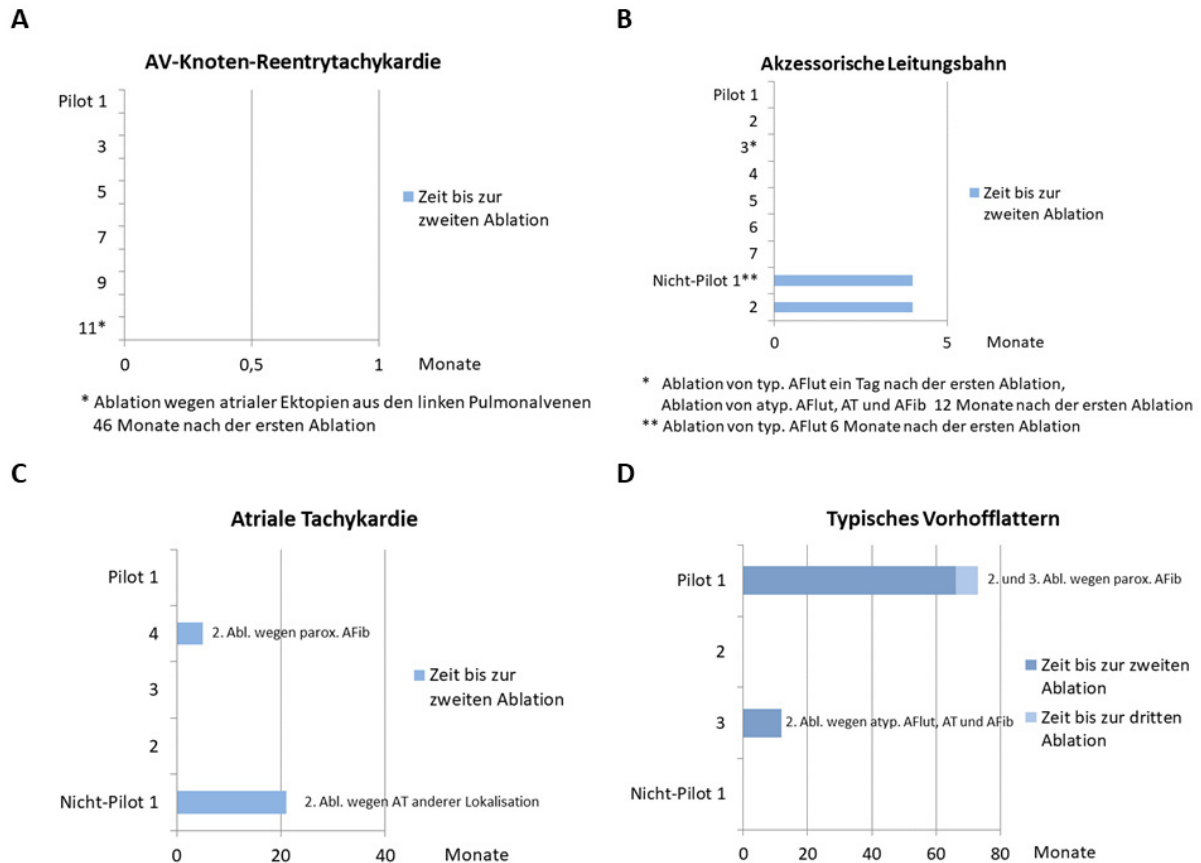 A
AV-Knoten-Reentrytachykardie
Pilot 1
3
5
7
9
11*
0
0,5
1
Monate
Zeit bis zur
zweiten Ablation
* Ablation wegen atrialer Ektopien aus den linken Pulmonalvenen
46 Monate nach der ersten Ablation
B
Akzessorische Leitungsbahn
Pilot 1
2
3*
4
5
6
7
Nicht-Pilot 1**
2
0
5
Monate
Zeit bis zur
zweiten Ablation
* Ablation von typ. AFlut ein Tag nach der ersten Ablation,
Ablation von atyp. AFlut, AT und AFib 12 Monate nach der ersten Ablation
** Ablation von typ. AFlut 6 Monate nach der ersten Ablation
C
Atriale Tachykardie
Pilot 1
4
2. Abl. wegen parox. AFib
3
2
Nicht-Pilot 1
2. Abl. wegen AT anderer Lokalisation
0
20
40
Monate
Zeit bis zur
zweiten Ablation
D
Typisches Vorhofflattern
Pilot 1
2. und 3. Abl. wegen parox. AFib
2
3
2. Abl. wegen atyp. AFlut, AT und AFib
Nicht-Pilot 1
0
20
40
60
80
Monate
Zeit bis zur zweiten
Ablation
Zeit bis zur dritten
Ablation